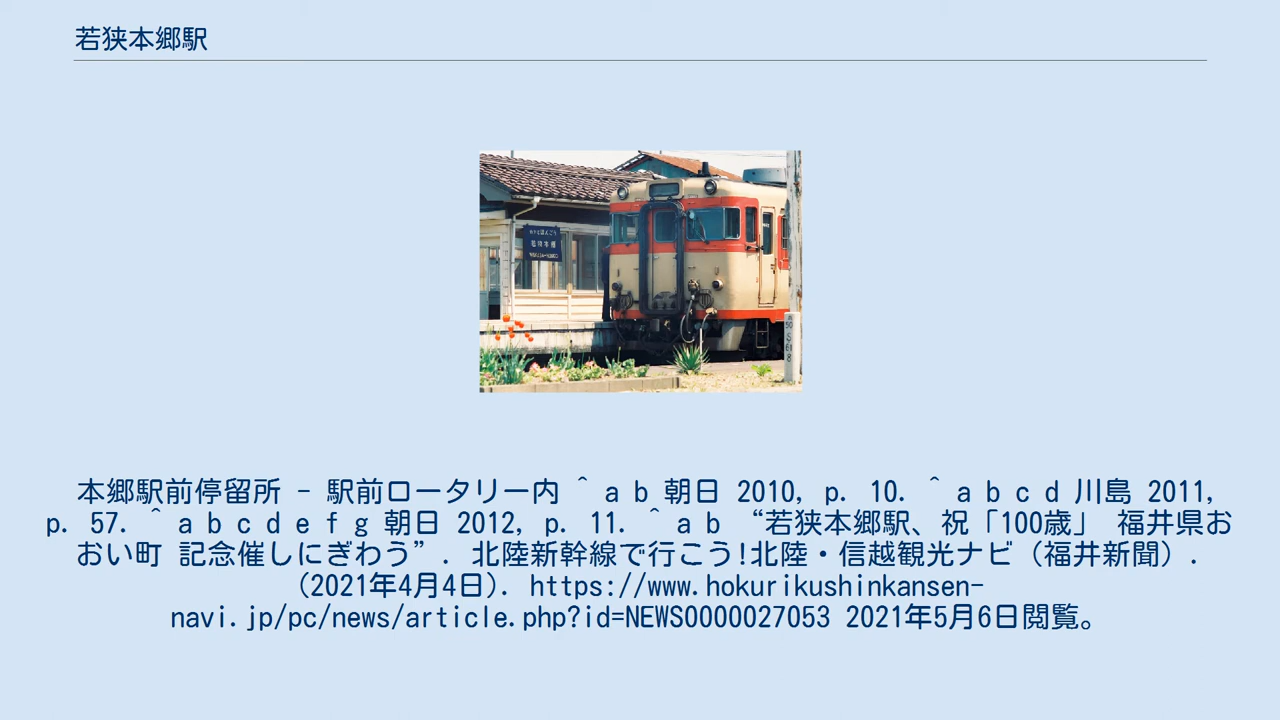 若狭本郷駅
若狭本郷
本郷駅前停留所 - 駅前ロータリー内 ^ a b 朝日 2010, p. 10. ^ a b c d 川島 2011,
p. 57. ^ a b c d e f g 朝日 2012, p. 11. ^ a b “若狭本郷駅、祝「100歳」 福井県お
おい町 記念催しにぎわう”. 北陸新幹線で行こう!北陸・信越観光ナビ（福井新聞）.
（2021年4月4日). https://www.hokurikushinkansen-
navi.jp/pc/news/article.php?id=NEWS0000027053 2021年5月6日閲覧。